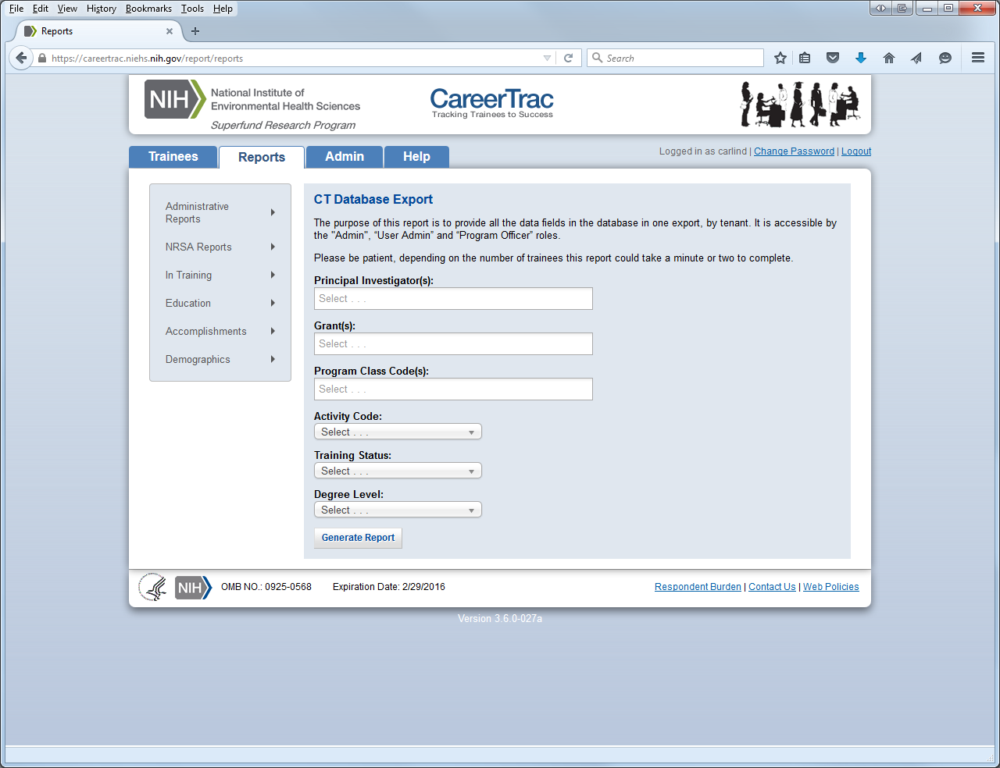 File Edit View History Bookmarks Tools Help
Reports
https://careertrac.niehs.nih.gov/report/reports
Search
NIH
National Institute of
Environmental Health Sciences
Superfund Research Program
CareerTrac
Tracking Trainees to Success
Trainees Reports Admin Help
Logged in as carlind | Change Password | Logout
Administrative
Reports
NRSA Reports
In Training
Education
Accomplishments
Demographics
CT Database Export
The purpose of this report is to provide all the data fields in the database in one export, by tenant. It is accessible by
the "Admin", “User Admin” and “Program Officer” roles.
Please be patient, depending on the number of trainees this report could take a minute or two to complete.
Principal Investigator(s):
Select . . .
Grant(s):
Select . . .
Program Class Code(s):
Select . . .
Activity Code:
Select . . .
Training Status:
Select . . .
Degree Level:
Select . . .
Generate Report
NIH
OMB NO.: 0925-0568 Expiration Date: 2/29/2016
Respondent Burden | Contact Us | Web Policies
Version 3.6.0-027a